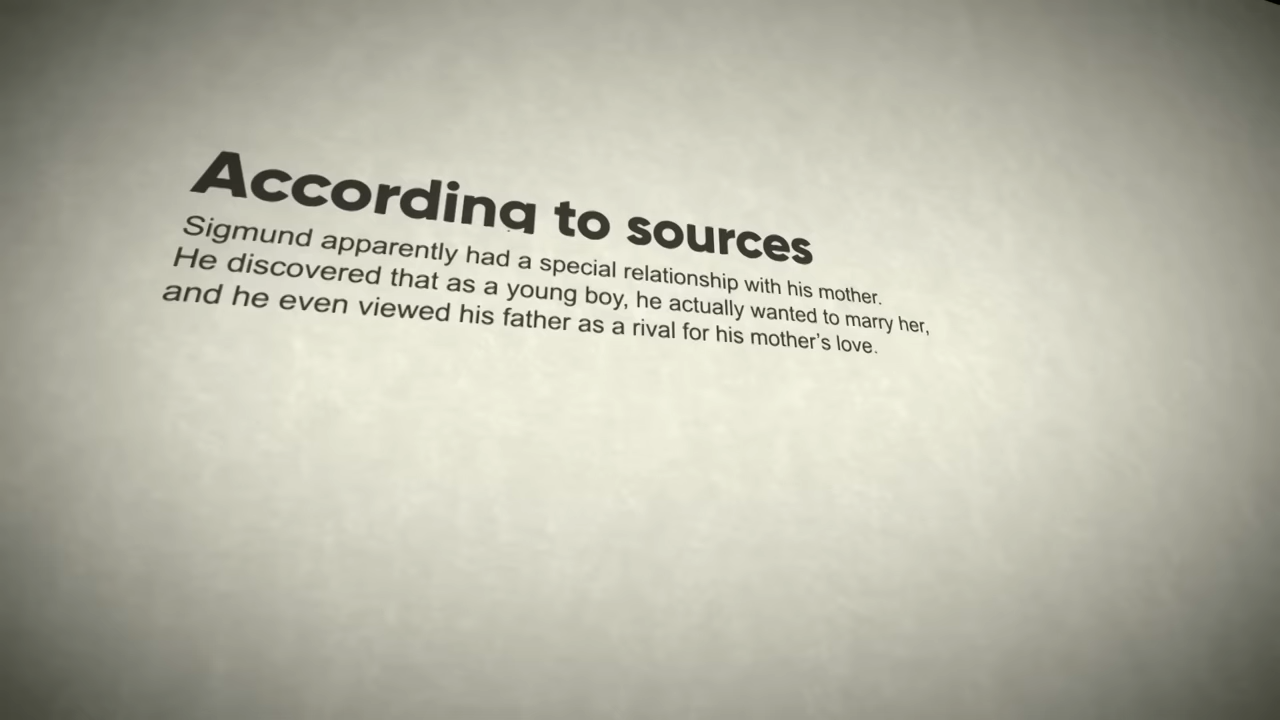 According to sources
Sigmund apparently had a special relationship with his mother.
He discovered that as a young boy, he actually wanted to marry her,
and he even viewed his father as a rival for his mother's love.